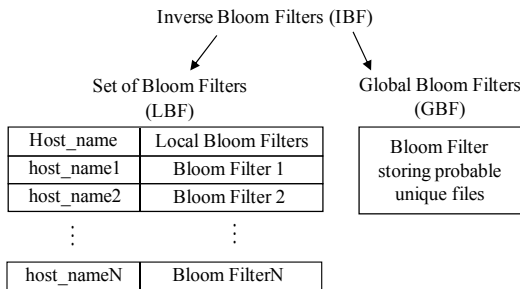 Inverse Bloom Filters (IBF)
Set of Bloom Filters
(LBF)
Host_name Local Bloom Filters
host_name1 Bloom Filter 1
host_name2 Bloom Filter 2
⋮ ⋮
host_nameN Bloom FilterN
Global Bloom Filters
(GBF)
Bloom Filter
storing probable
unique files